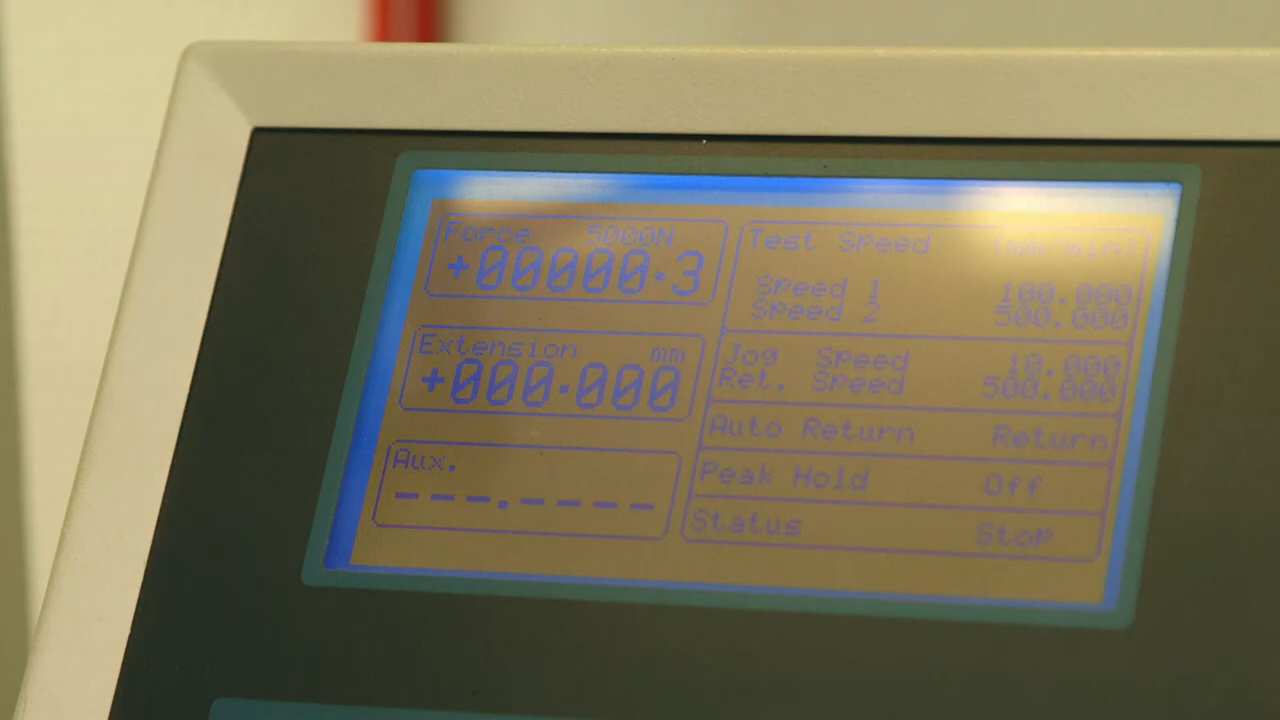 Force 5000N
+00000.3
Extension mm
+000.000
Aux.
---.----
Test Speed (mm/min)
Speed 1 100.000
Speed 2 500.000
Jog Speed 10.000
Ret. Speed 500.000
Auto Return Return
Peak Hold Off
Status Stop